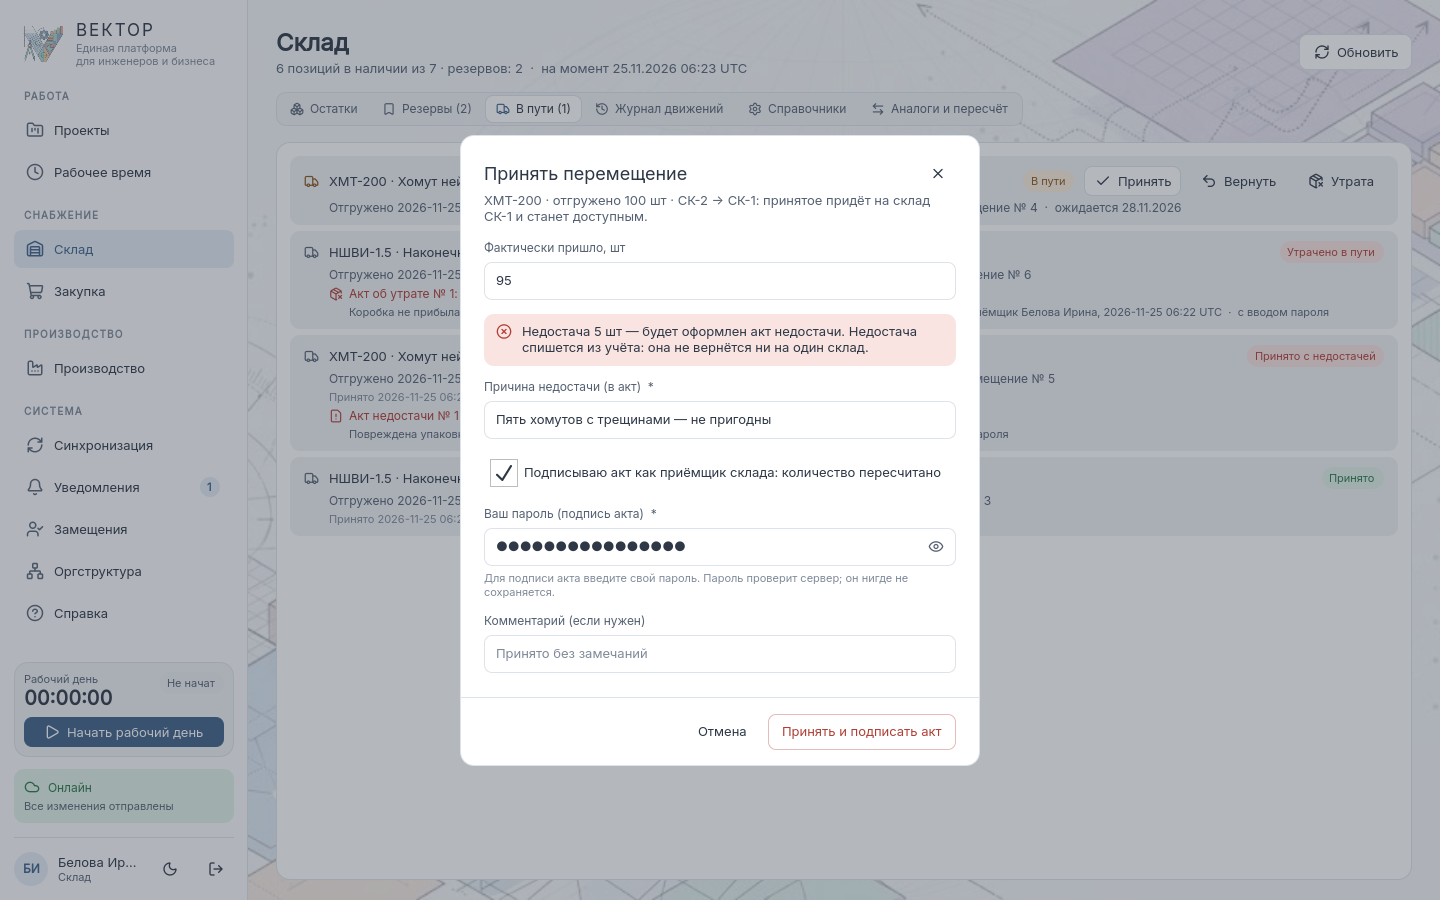 ВЕКТОР
Единая платформа
для инженеров и бизнеса
РАБОТА
Проекты
Рабочее время
СНАБЖЕНИЕ
Склад
Закупка
ПРОИЗВОДСТВО
Производство
СИСТЕМА
Синхронизация
Уведомления 1
Замещения
Оргструктура
Справка
Рабочий день
Не начат
00:00:00
Начать рабочий день
Онлайн
Все изменения отправлены
БИ
Белова Ир...
Склад
Склад
6 позиций в наличии из 7 · резервов: 2 · на момент 25.11.2026 06:23 UTC
Обновить
Остатки
Резервы (2)
В пути (1)
Журнал движений
Справочники
Аналоги и пересчёт
ХМТ-200 · Хомут ней
В пути
Принять
Вернуть
Утрата
Отгружено 2026-11-25
ение № 4 · ожидается 28.11.2026
НШВИ-1.5 · Наконечн
Утрачено в пути
Отгружено 2026-11-25
ение № 6
Акт об утрате № 1:
Коробка не прибыла
ёмщик Белова Ирина, 2026-11-25 06:22 UTC · с вводом пароля
ХМТ-200 · Хомут ней
Принято с недостачей
Отгружено 2026-11-25
мещение № 5
Принято 2026-11-25 06:2
Акт недостачи № 1
Повреждена упаковк
ароля
НШВИ-1.5 · Наконечн
Принято
Отгружено 2026-11-25
3
Принято 2026-11-25 06:2
Принять перемещение
ХМТ-200 · отгружено 100 шт · СК-2 → СК-1: принятое придёт на склад
СК-1 и станет доступным.
Фактически пришло, шт
95
Недостача 5 шт — будет оформлен акт недостачи. Недостача
спишется из учёта: она не вернётся ни на один склад.
Причина недостачи (в акт) *
Пять хомутов с трещинами — не пригодны
Подписываю акт как приёмщик склада: количество пересчитано
Ваш пароль (подпись акта) *
●●●●●●●●●●●●●●●●
Для подписи акта введите свой пароль. Пароль проверит сервер; он нигде не
сохраняется.
Комментарий (если нужен)
Принято без замечаний
Отмена
Принять и подписать акт